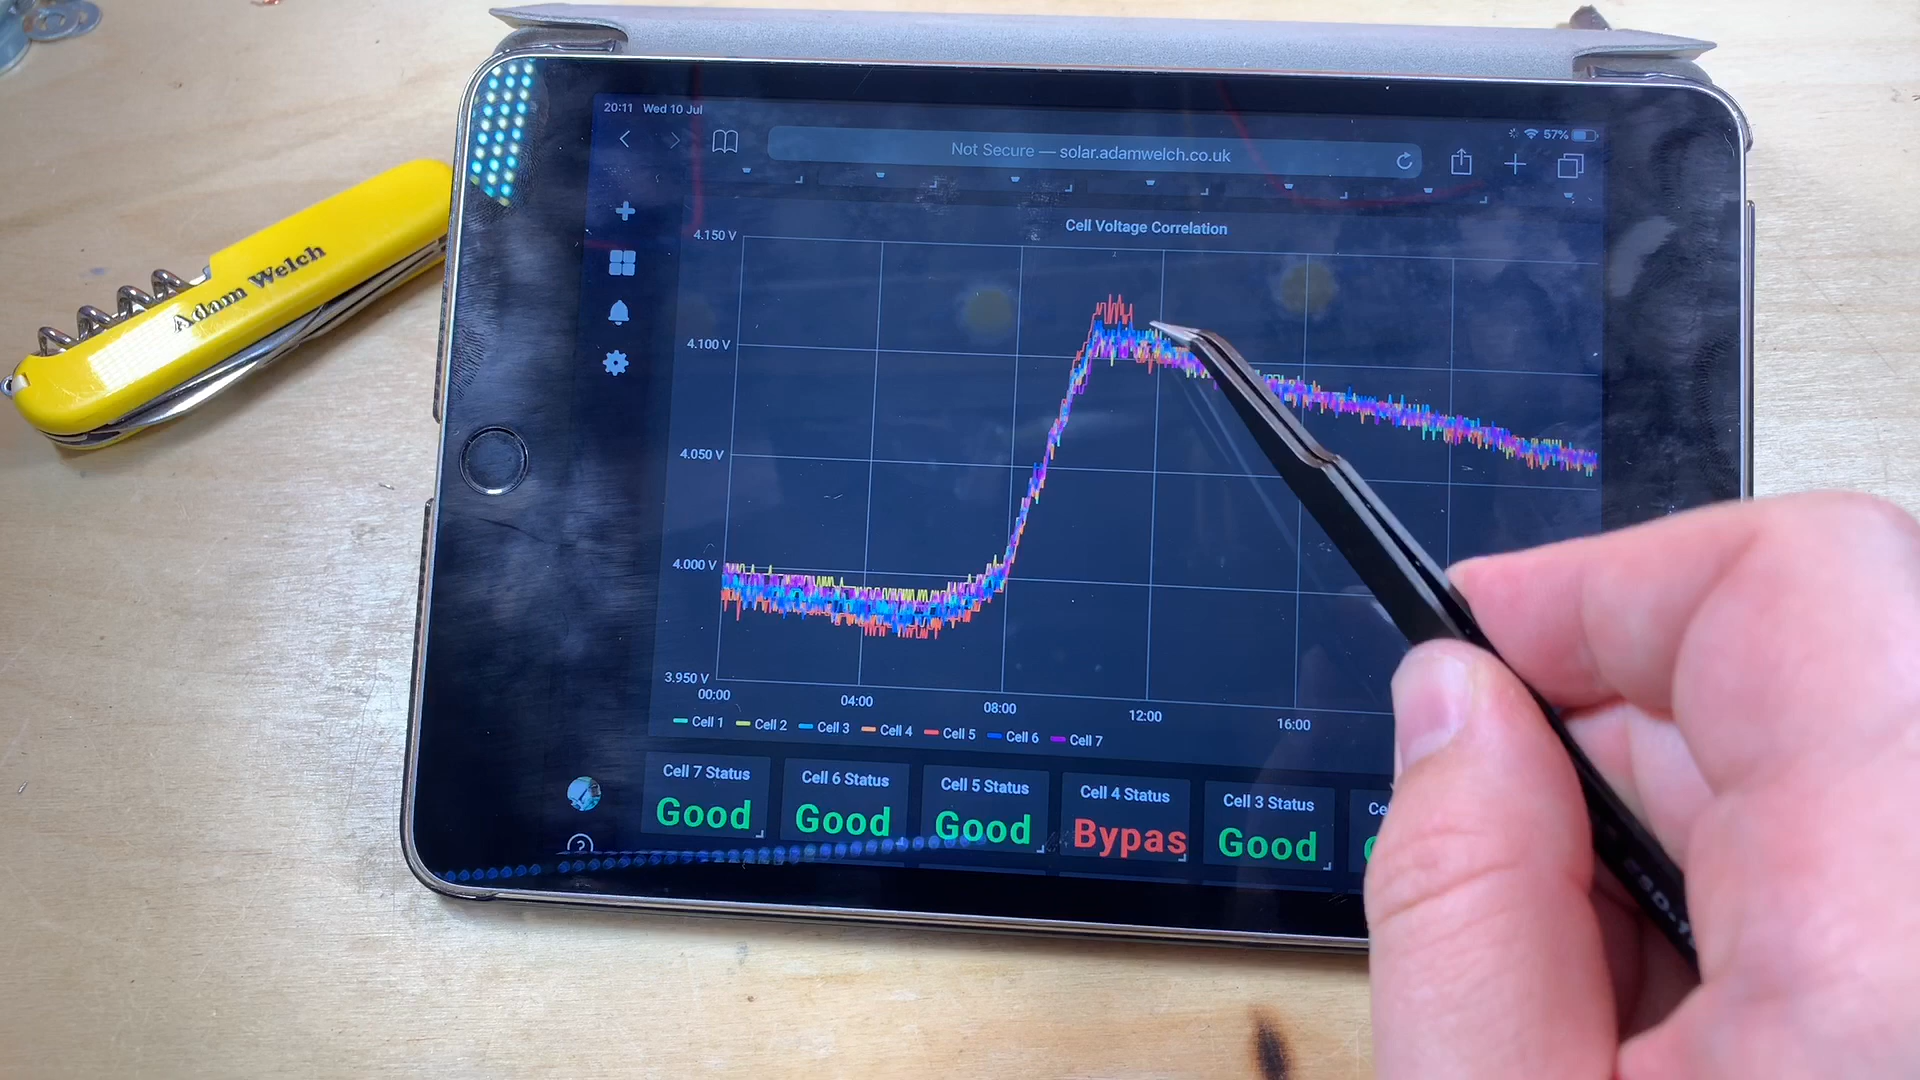 20:11 Wed 10 Jul
57%
Not Secure — solar.adamwelch.co.uk
Adam Welch
Cell Voltage Correlation
4.150 V
4.100 V
4.050 V
4.000 V
3.950 V
00:00 04:00 08:00 12:00 16:00
Cell 1 Cell 2 Cell 3 Cell 4 Cell 5 Cell 6 Cell 7
Cell 7 Status Cell 6 Status Cell 5 Status Cell 4 Status Cell 3 Status
Good Good Good Bypas Good
?